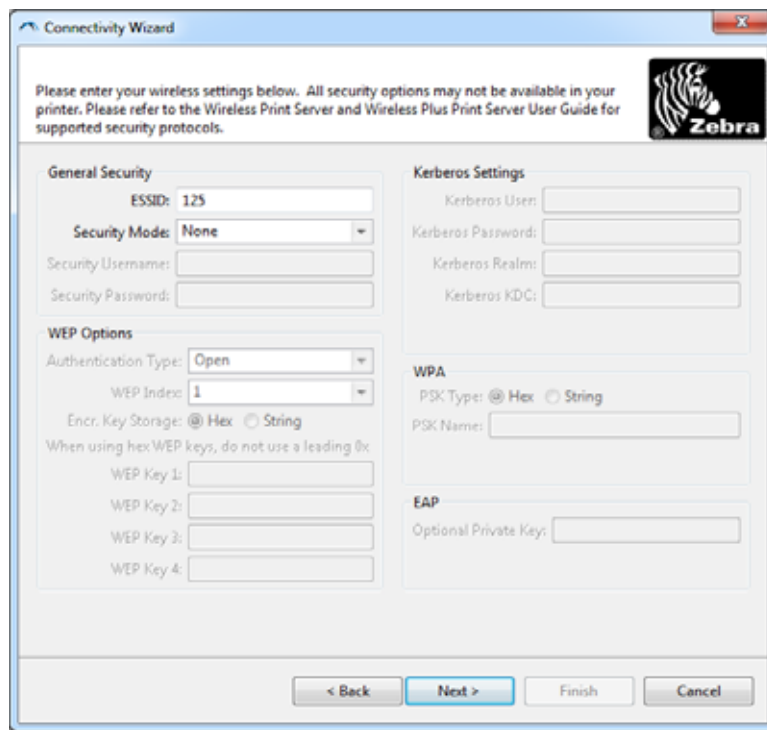 Connectivity Wizard
Please enter your wireless settings below. All security options may not be available in your
printer. Please refer to the Wireless Print Server and Wireless Plus Print Server User Guide for
supported security protocols.
Zebra
General Security
ESSID: 125
Security Mode: None
Security Username:
Security Password:
WEP Options
Authentication Type: Open
WEP Index: 1
Encr. Key Storage: Hex String
When using hex WEP keys, do not use a leading 0x
WEP Key 1:
WEP Key 2:
WEP Key 3:
WEP Key 4:
Kerberos Settings
Kerberos User:
Kerberos Password:
Kerberos Realm:
Kerberos KDC:
WPA
PSK Type: Hex String
PSK Name:
EAP
Optional Private Key:
< Back Next > Finish Cancel